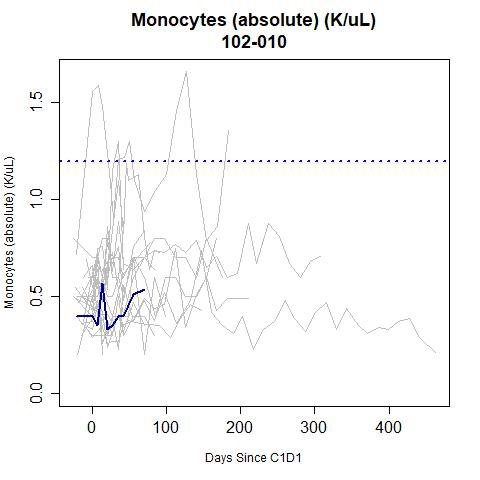 Monocytes (absolute) (K/uL)
102-010
Monocytes (absolute) (K/uL)
1.5
1.0
0.5
0.0
0 100 200 300 400
Days Since C1D1